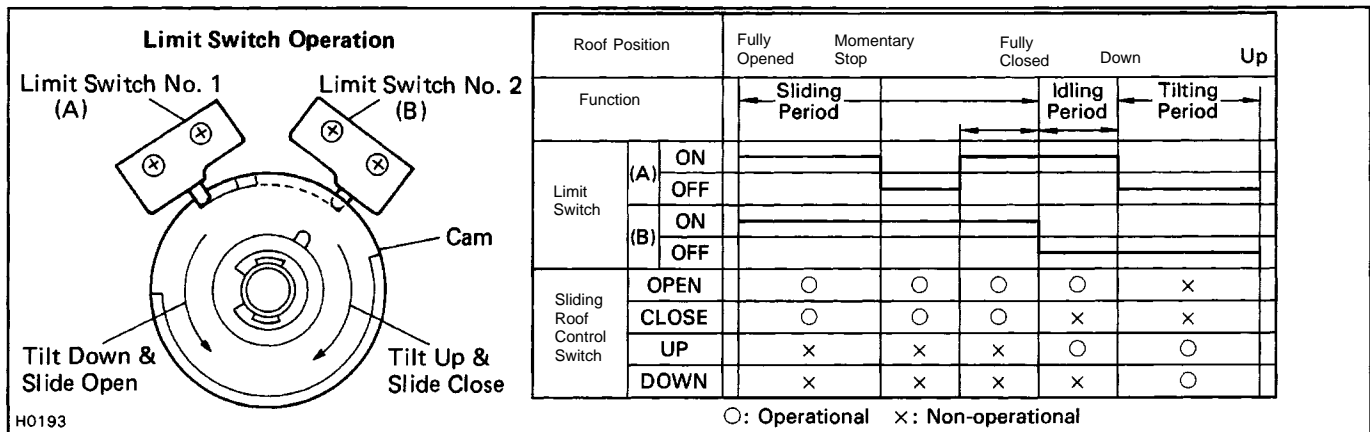 Limit Switch Operation
Limit Switch No. 1
(A)
Limit Switch No. 2
(B)
Cam
Tilt Down &
Slide Open
Tilt Up &
Slide Close
H0193
Roof Position
Fully
Opened
Momentary
Stop
Fully
Closed
Down
Up
Function
Sliding
Period
Idling
Period
Tilting
Period
Limit
Switch
(A)
ON
OFF
(B)
ON
OFF
Sliding
Roof
Control
Switch
OPEN ○ ○ ○ ○ ×
CLOSE ○ ○ ○ × ×
UP × × × ○ ○
DOWN × × × × ○
○: Operational ×: Non-operational